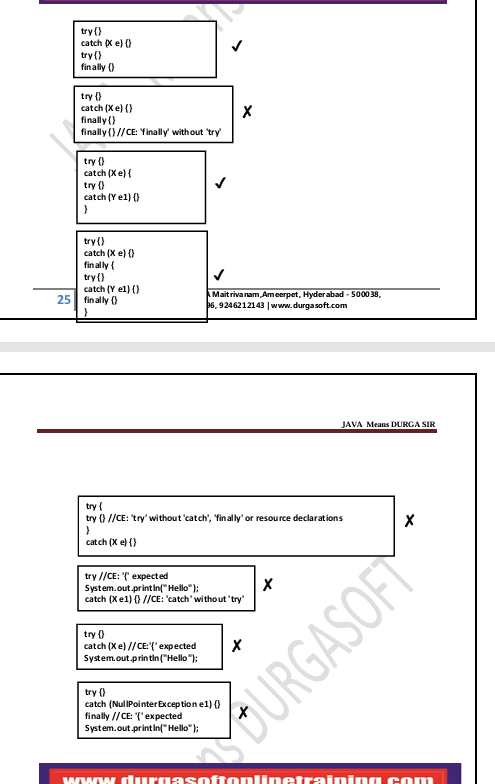 try {}
catch (X e) {}
try {}
finally {}
✓
try {}
catch (X e) {}
finally {}
finally {} //CE: 'finally' without 'try'
✗
try {}
catch (X e) {
try {}
catch (Y e1) {}
}
✓
try {}
catch (X e) {}
finally {
try {}
catch (Y e1) {}
finally {}
}
✓
25
Maitrivanam,Ameerpet, Hyderabad - 500038,
9246212143 | www.durgasoft.com
JAVA Means DURGA SIR
try {
try {} //CE: 'try' without 'catch', 'finally' or resource declarations
}
catch (X e) {}
✗
try //CE: '{' expected
System.out.println("Hello");
catch (X e1) {} //CE: 'catch' without 'try'
✗
try {}
catch (X e) //CE:'{' expected
System.out.println("Hello");
✗
try {}
catch (NullPointerException e1) {}
finally //CE: '{' expected
System.out.println("Hello");
✗
DURGASOFT
www.durgasoftonlinetraining.com